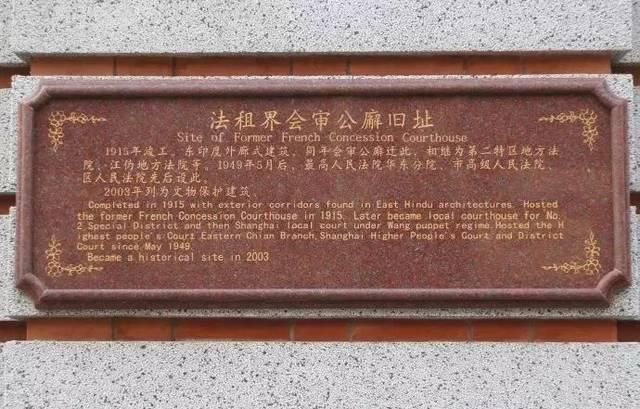 法租界会审公廨旧址
Site of Former French Concession Courthouse
1915年竣工，东印度外廊式建筑，同年会审公廨迁此，相继为第二特区地方法
院、汪伪地方法院等，1949年5月后，最高人民法院华东分院、市高级人民法院、
区人民法院先后设此。
2003年列为文物保护建筑。
Completed in 1915 with exterior corridors found in East Hindu architectures. Hosted
the former French Concession Courthouse in 1915. Later became local courthouse for No.
2 Special District and then Shanghai local court under Wang puppet regime.Hosted the H
ighest people's Court Eastern Chian Branch,Shanghai Higher People's Court and District
Court since May 1949.
Became a historical site in 2003